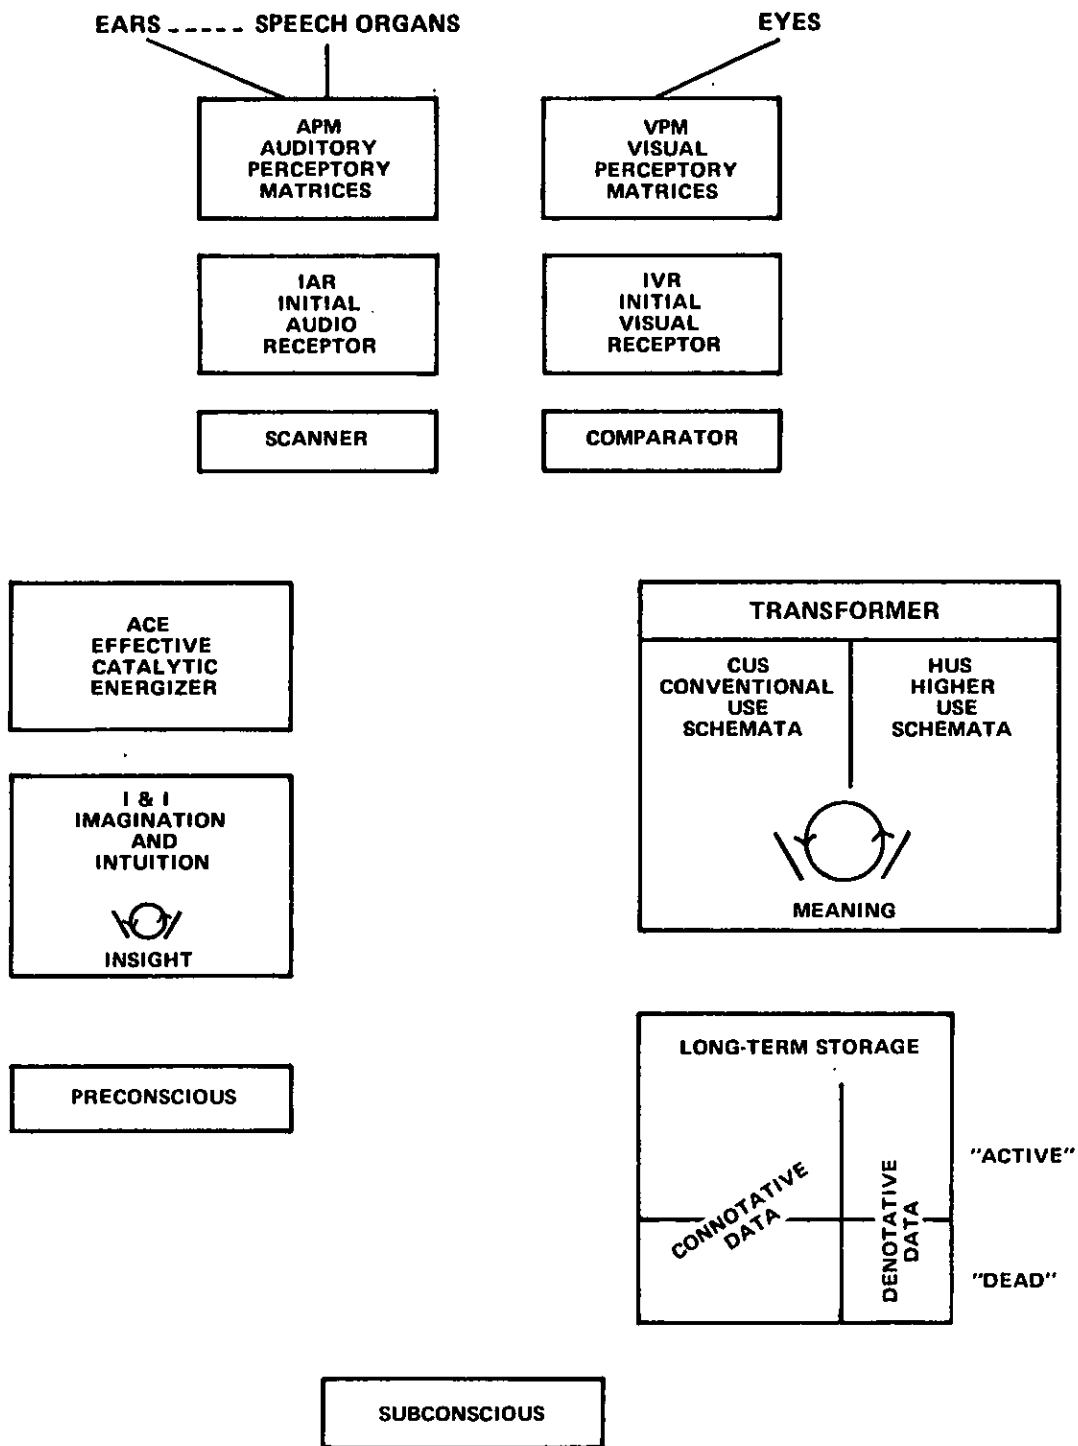 EARS ----- SPEECH ORGANS
EYES
APM
AUDITORY
PERCEPTORY
MATRICES
VPM
VISUAL
PERCEPTORY
MATRICES
IAR
INITIAL
AUDIO
RECEPTOR
IVR
INITIAL
VISUAL
RECEPTOR
SCANNER
COMPARATOR
ACE
EFFECTIVE
CATALYTIC
ENERGIZER
TRANSFORMER
CUS
CONVENTIONAL
USE
SCHEMATA
HUS
HIGHER
USE
SCHEMATA
I & I
IMAGINATION
AND
INTUITION
INSIGHT
MEANING
LONG-TERM STORAGE
PRECONSCIOUS
CONNOTATIVE
DATA
DENOTATIVE
DATA
"ACTIVE"
"DEAD"
SUBCONSCIOUS